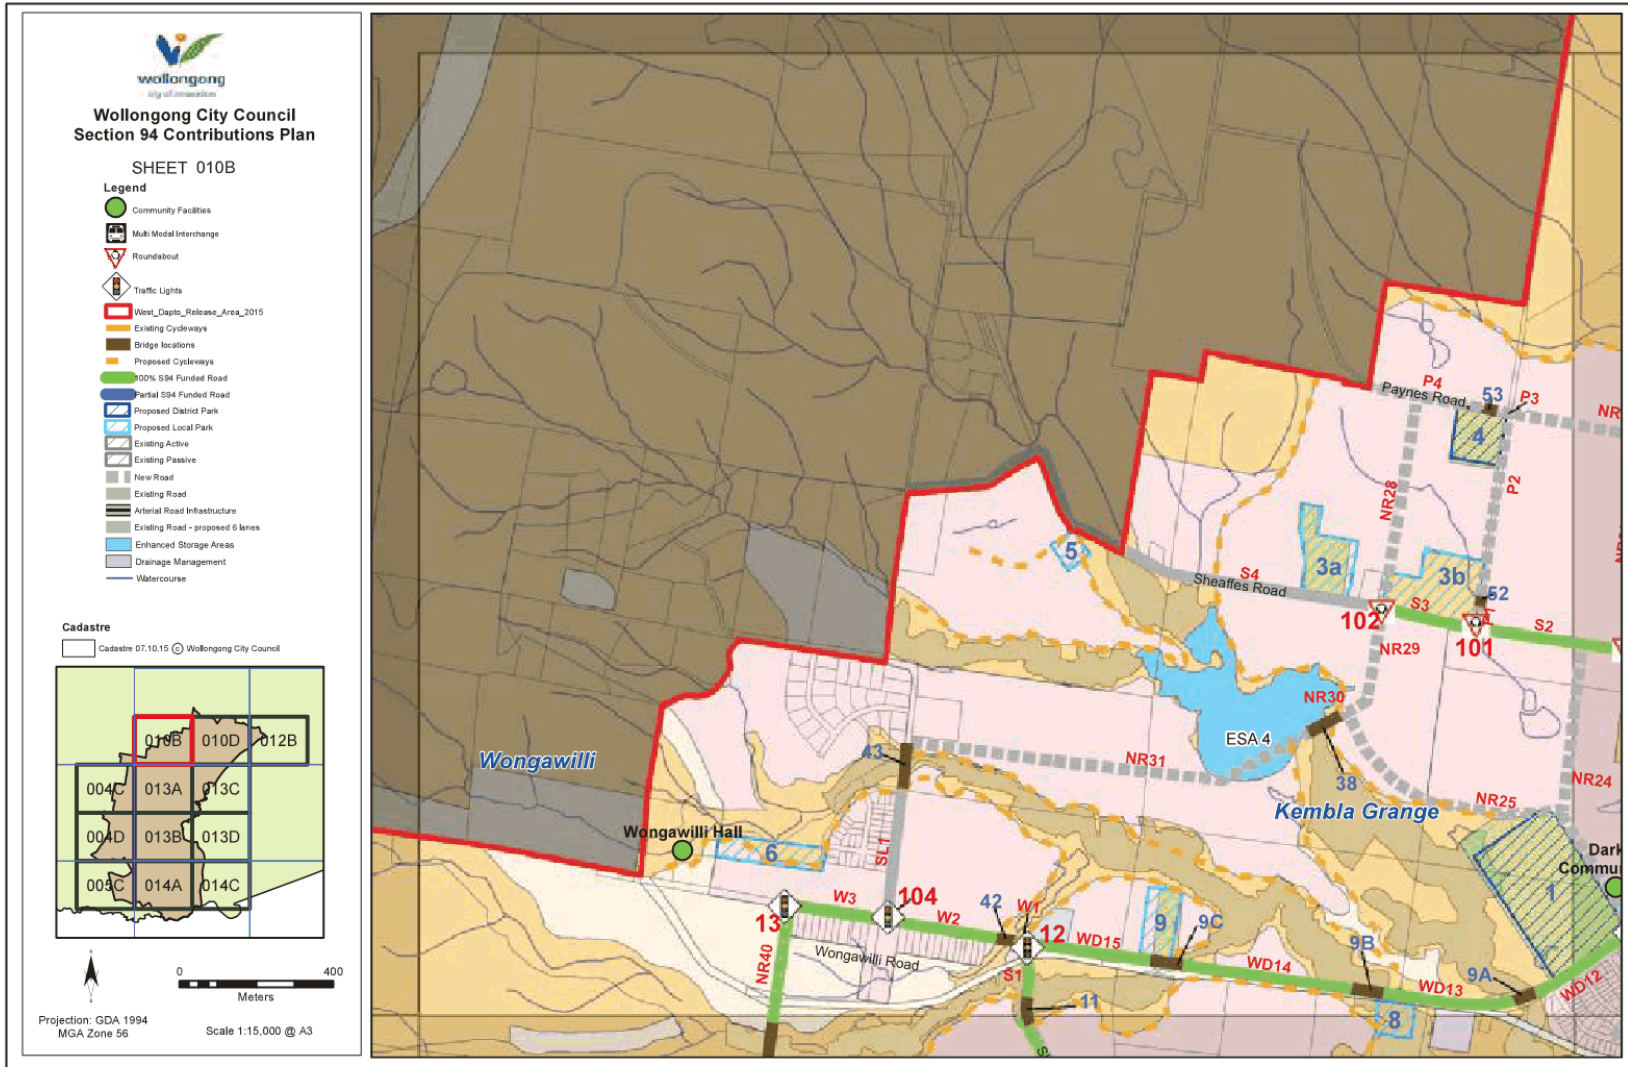 wollongong
city of innovation
Wollongong City Council
Section 94 Contributions Plan
SHEET 010B
Legend
Community Facilities
Multi Modal Interchange
Roundabout
Traffic Lights
West_Dapto_Release_Area_2015
Existing Cycleways
Bridge locations
Proposed Cycleways
100% S94 Funded Road
Partial S94 Funded Road
Proposed District Park
Proposed Local Park
Existing Active
Existing Passive
New Road
Existing Road
Arterial Road Infrastructure
Existing Road - proposed 6 lanes
Enhanced Storage Areas
Drainage Management
Watercourse
Cadastre
Cadastre 07.10.15 © Wollongong City Council
010B 010D 012B
004C 013A 013C
004D 013B 013D
005C 014A 014C
0 400
Meters
Projection: GDA 1994
MGA Zone 56
Scale 1:15,000 @ A3
P4
Paynes Road
53
P3
NR
4
P2
NR28
5
S4
Sheaffes Road
3a
3b
52
S3
P1
102
101
S2
NR29
NR30
ESA 4
43
NR31
38
NR24
NR25
Wongawilli
Kembla Grange
Wongawilli Hall
6
SL1
1
Dark
Commun
W3
104
W2
42
W1
13
12
WD15
9
9C
WD14
9B
WD13
9A
WD12
Wongawilli Road
NR40
S1
11
8